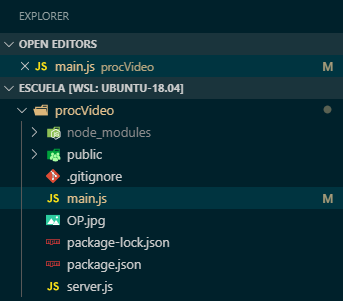 EXPLORER
OPEN EDITORS
JS main.js procVideo M
ESCUELA [WSL: UBUNTU-18.04]
procVideo
node_modules
public
.gitignore
JS main.js M
OP.jpg
package-lock.json
package.json
JS server.js